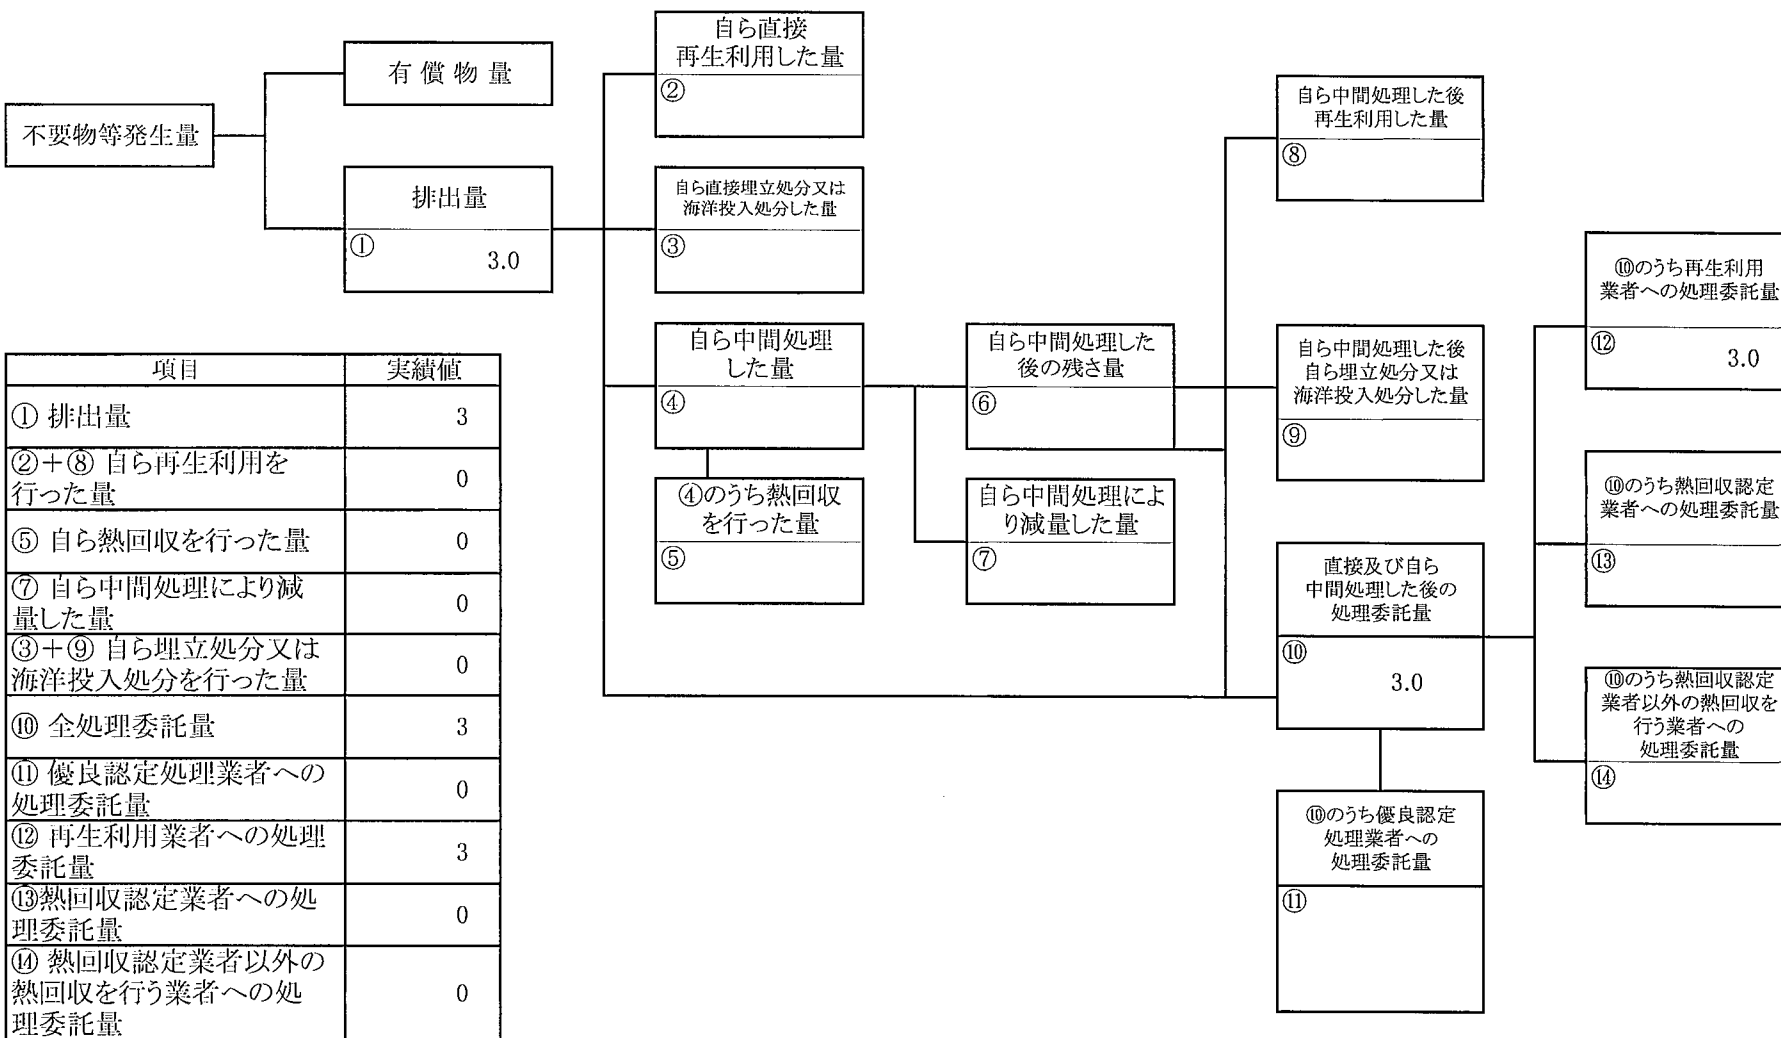 不要物等発生量
有償物量
排出量
①
3.0
自ら直接
再生利用した量
②
自ら直接埋立処分又は
海洋投入処分した量
③
自ら中間処理
した量
④
④のうち熱回収
を行った量
⑤
自ら中間処理した
後の残さ量
⑥
自ら中間処理によ
り減量した量
⑦
自ら中間処理した後
再生利用した量
⑧
自ら中間処理した後
自ら埋立処分又は
海洋投入処分した量
⑨
直接及び自ら
中間処理した後の
処理委託量
⑩
3.0
⑩のうち優良認定
処理業者への
処理委託量
⑪
⑩のうち再生利用
業者への処理委託量
⑫
3.0
⑩のうち熱回収認定
業者への処理委託量
⑬
⑩のうち熱回収認定
業者以外の熱回収を
行う業者への
処理委託量
⑭
項目 実績値
① 排出量 3
②+⑧ 自ら再生利用を
行った量 0
⑤ 自ら熱回収を行った量 0
⑦ 自ら中間処理により減
量した量 0
③+⑨ 自ら埋立処分又は
海洋投入処分を行った量 0
⑩ 全処理委託量 3
⑪ 優良認定処理業者への
処理委託量 0
⑫ 再生利用業者への処理
委託量 3
⑬熱回収認定業者への処
理委託量 0
⑭ 熱回収認定業者以外の
熱回収を行う業者への処
理委託量 0